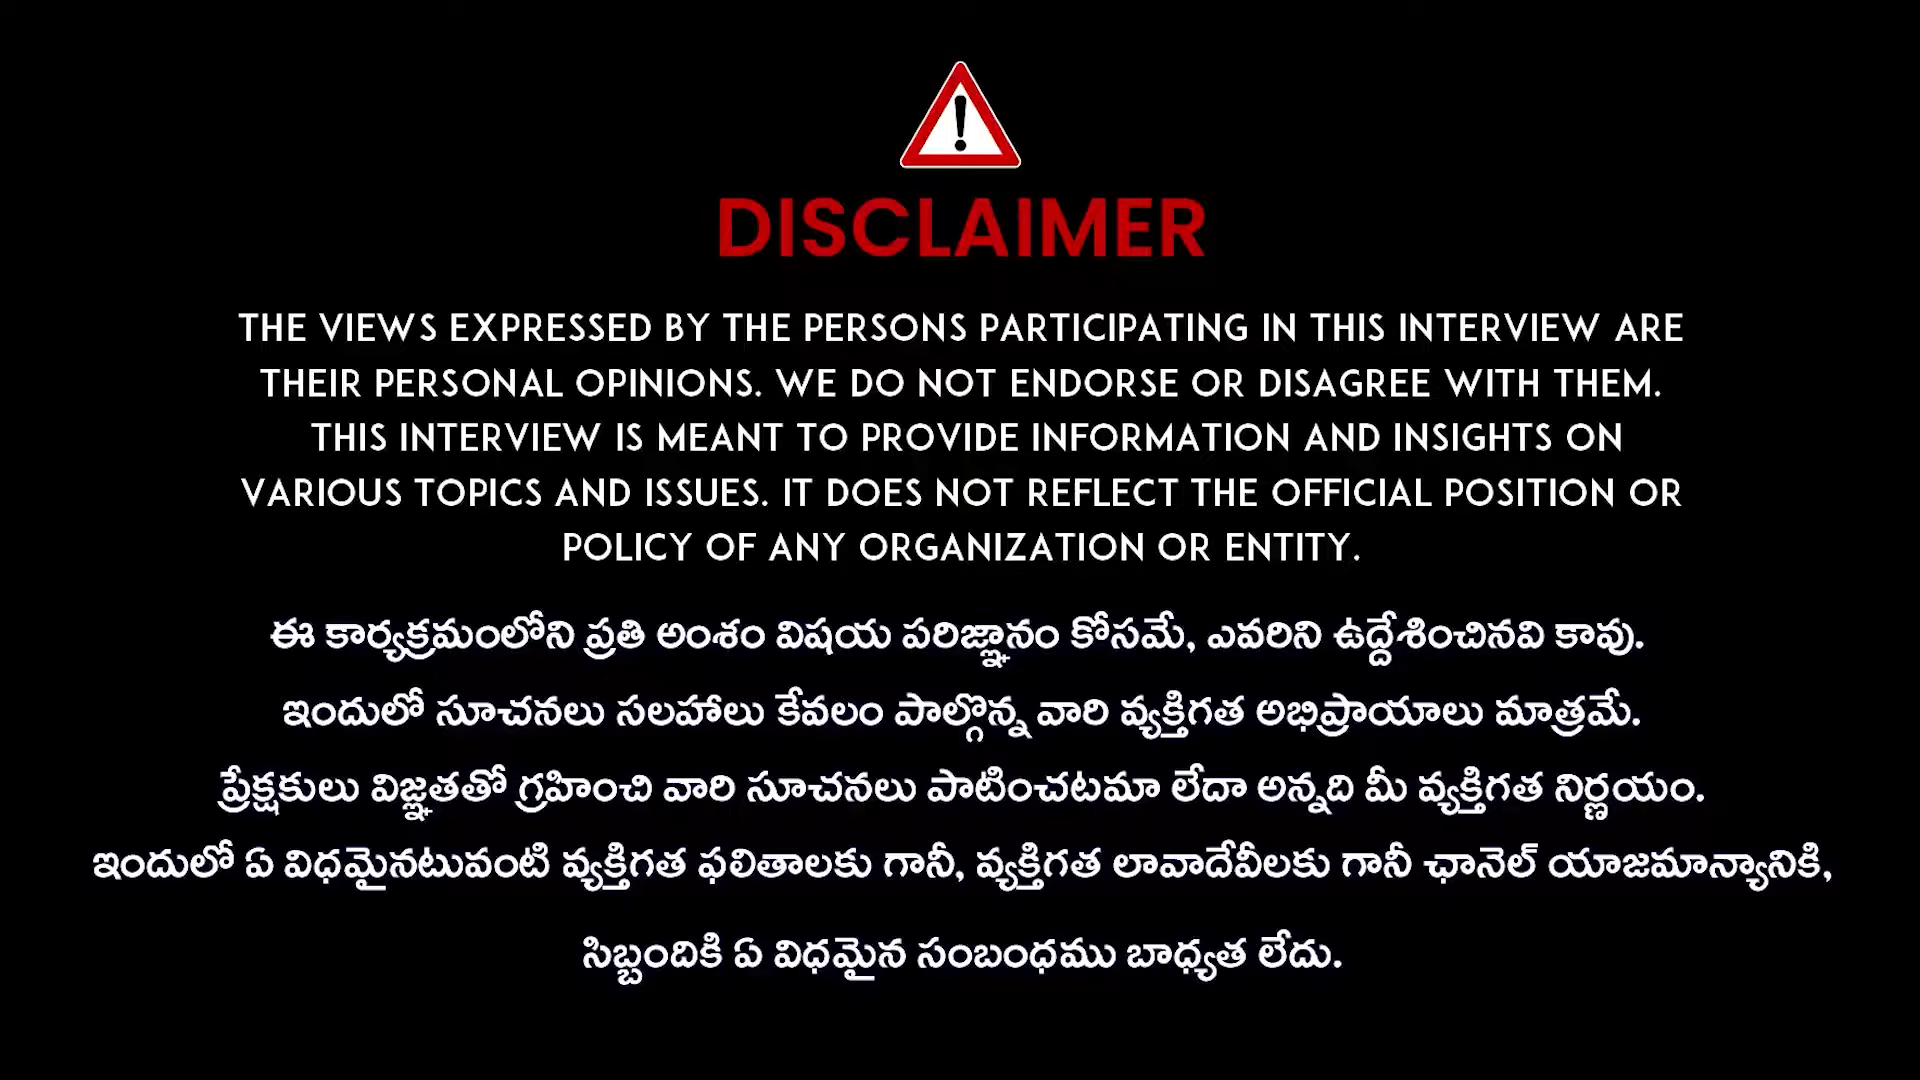 DISCLAIMER
THE VIEWS EXPRESSED BY THE PERSONS PARTICIPATING IN THIS INTERVIEW ARE
THEIR PERSONAL OPINIONS. WE DO NOT ENDORSE OR DISAGREE WITH THEM.
THIS INTERVIEW IS MEANT TO PROVIDE INFORMATION AND INSIGHTS ON
VARIOUS TOPICS AND ISSUES. IT DOES NOT REFLECT THE OFFICIAL POSITION OR
POLICY OF ANY ORGANIZATION OR ENTITY.
ఈ కార్యక్రమంలోని ప్రతి అంశం విషయ పరిజ్ఞానం కోసమే, ఎవరిని ఉద్దేశించినవి కావు.
ఇందులో సూచనలు సలహాలు కేవలం పాల్గొన్న వారి వ్యక్తిగత అభిప్రాయాలు మాత్రమే.
ప్రేక్షకులు విజ్ఞతతో గ్రహించి వారి సూచనలు పాటించటమా లేదా అన్నది మీ వ్యక్తిగత నిర్ణయం.
ఇందులో ఏ విధమైనటువంటి వ్యక్తిగత ఫలితాలకు గానీ, వ్యక్తిగత లావాదేవీలకు గానీ ఛానెల్ యాజమాన్యానికి,
సిబ్బందికి ఏ విధమైన సంబంధము బాధ్యత లేదు.